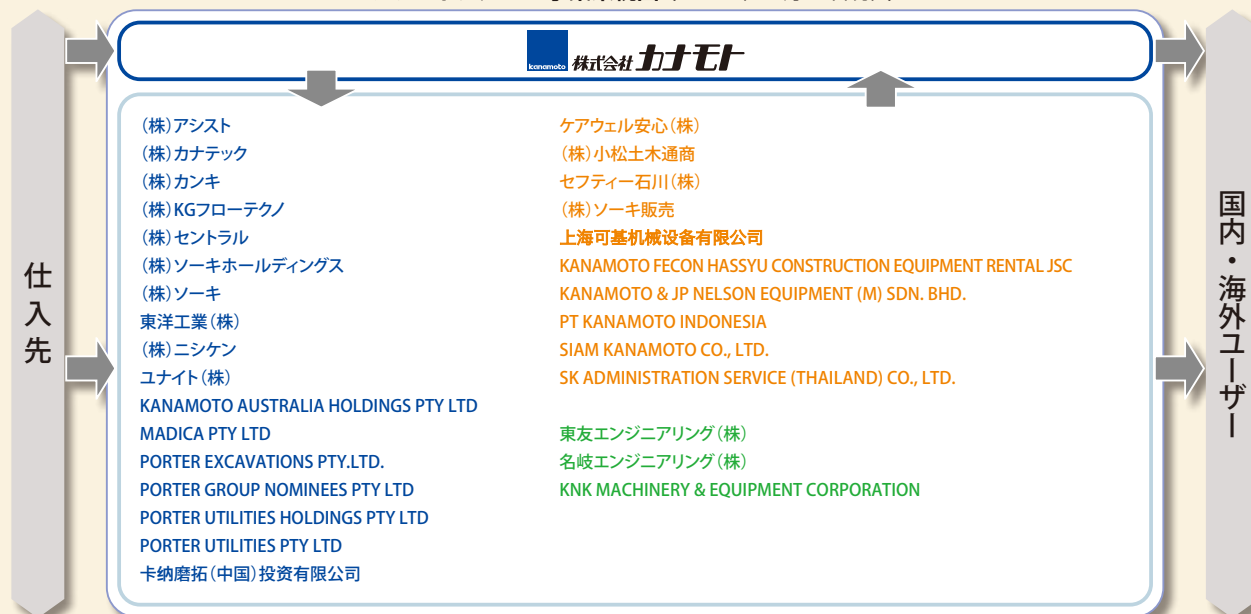 kanamoto
株式会社カナモト
仕入先
(株)アシスト
(株)カナテック
(株)カンキ
(株)KGフローテクノ
(株)セントラル
(株)ソーキホールディングス
(株)ソーキ
東洋工業(株)
(株)ニシケン
ユナイト(株)
KANAMOTO AUSTRALIA HOLDINGS PTY LTD
MADICA PTY LTD
PORTER EXCAVATIONS PTY.LTD.
PORTER GROUP NOMINEES PTY LTD
PORTER UTILITIES HOLDINGS PTY LTD
PORTER UTILITIES PTY LTD
卡纳磨拓(中国)投资有限公司
ケアウェル安心(株)
(株)小松土木通商
セフティー石川(株)
(株)ソーキ販売
上海可基机械设备有限公司
KANAMOTO FECON HASSYU CONSTRUCTION EQUIPMENT RENTAL JSC
KANAMOTO & JP NELSON EQUIPMENT (M) SDN. BHD.
PT KANAMOTO INDONESIA
SIAM KANAMOTO CO., LTD.
SK ADMINISTRATION SERVICE (THAILAND) CO., LTD.
東友エンジニアリング(株)
名岐エンジニアリング(株)
KNK MACHINERY & EQUIPMENT CORPORATION
国内・海外ユーザー